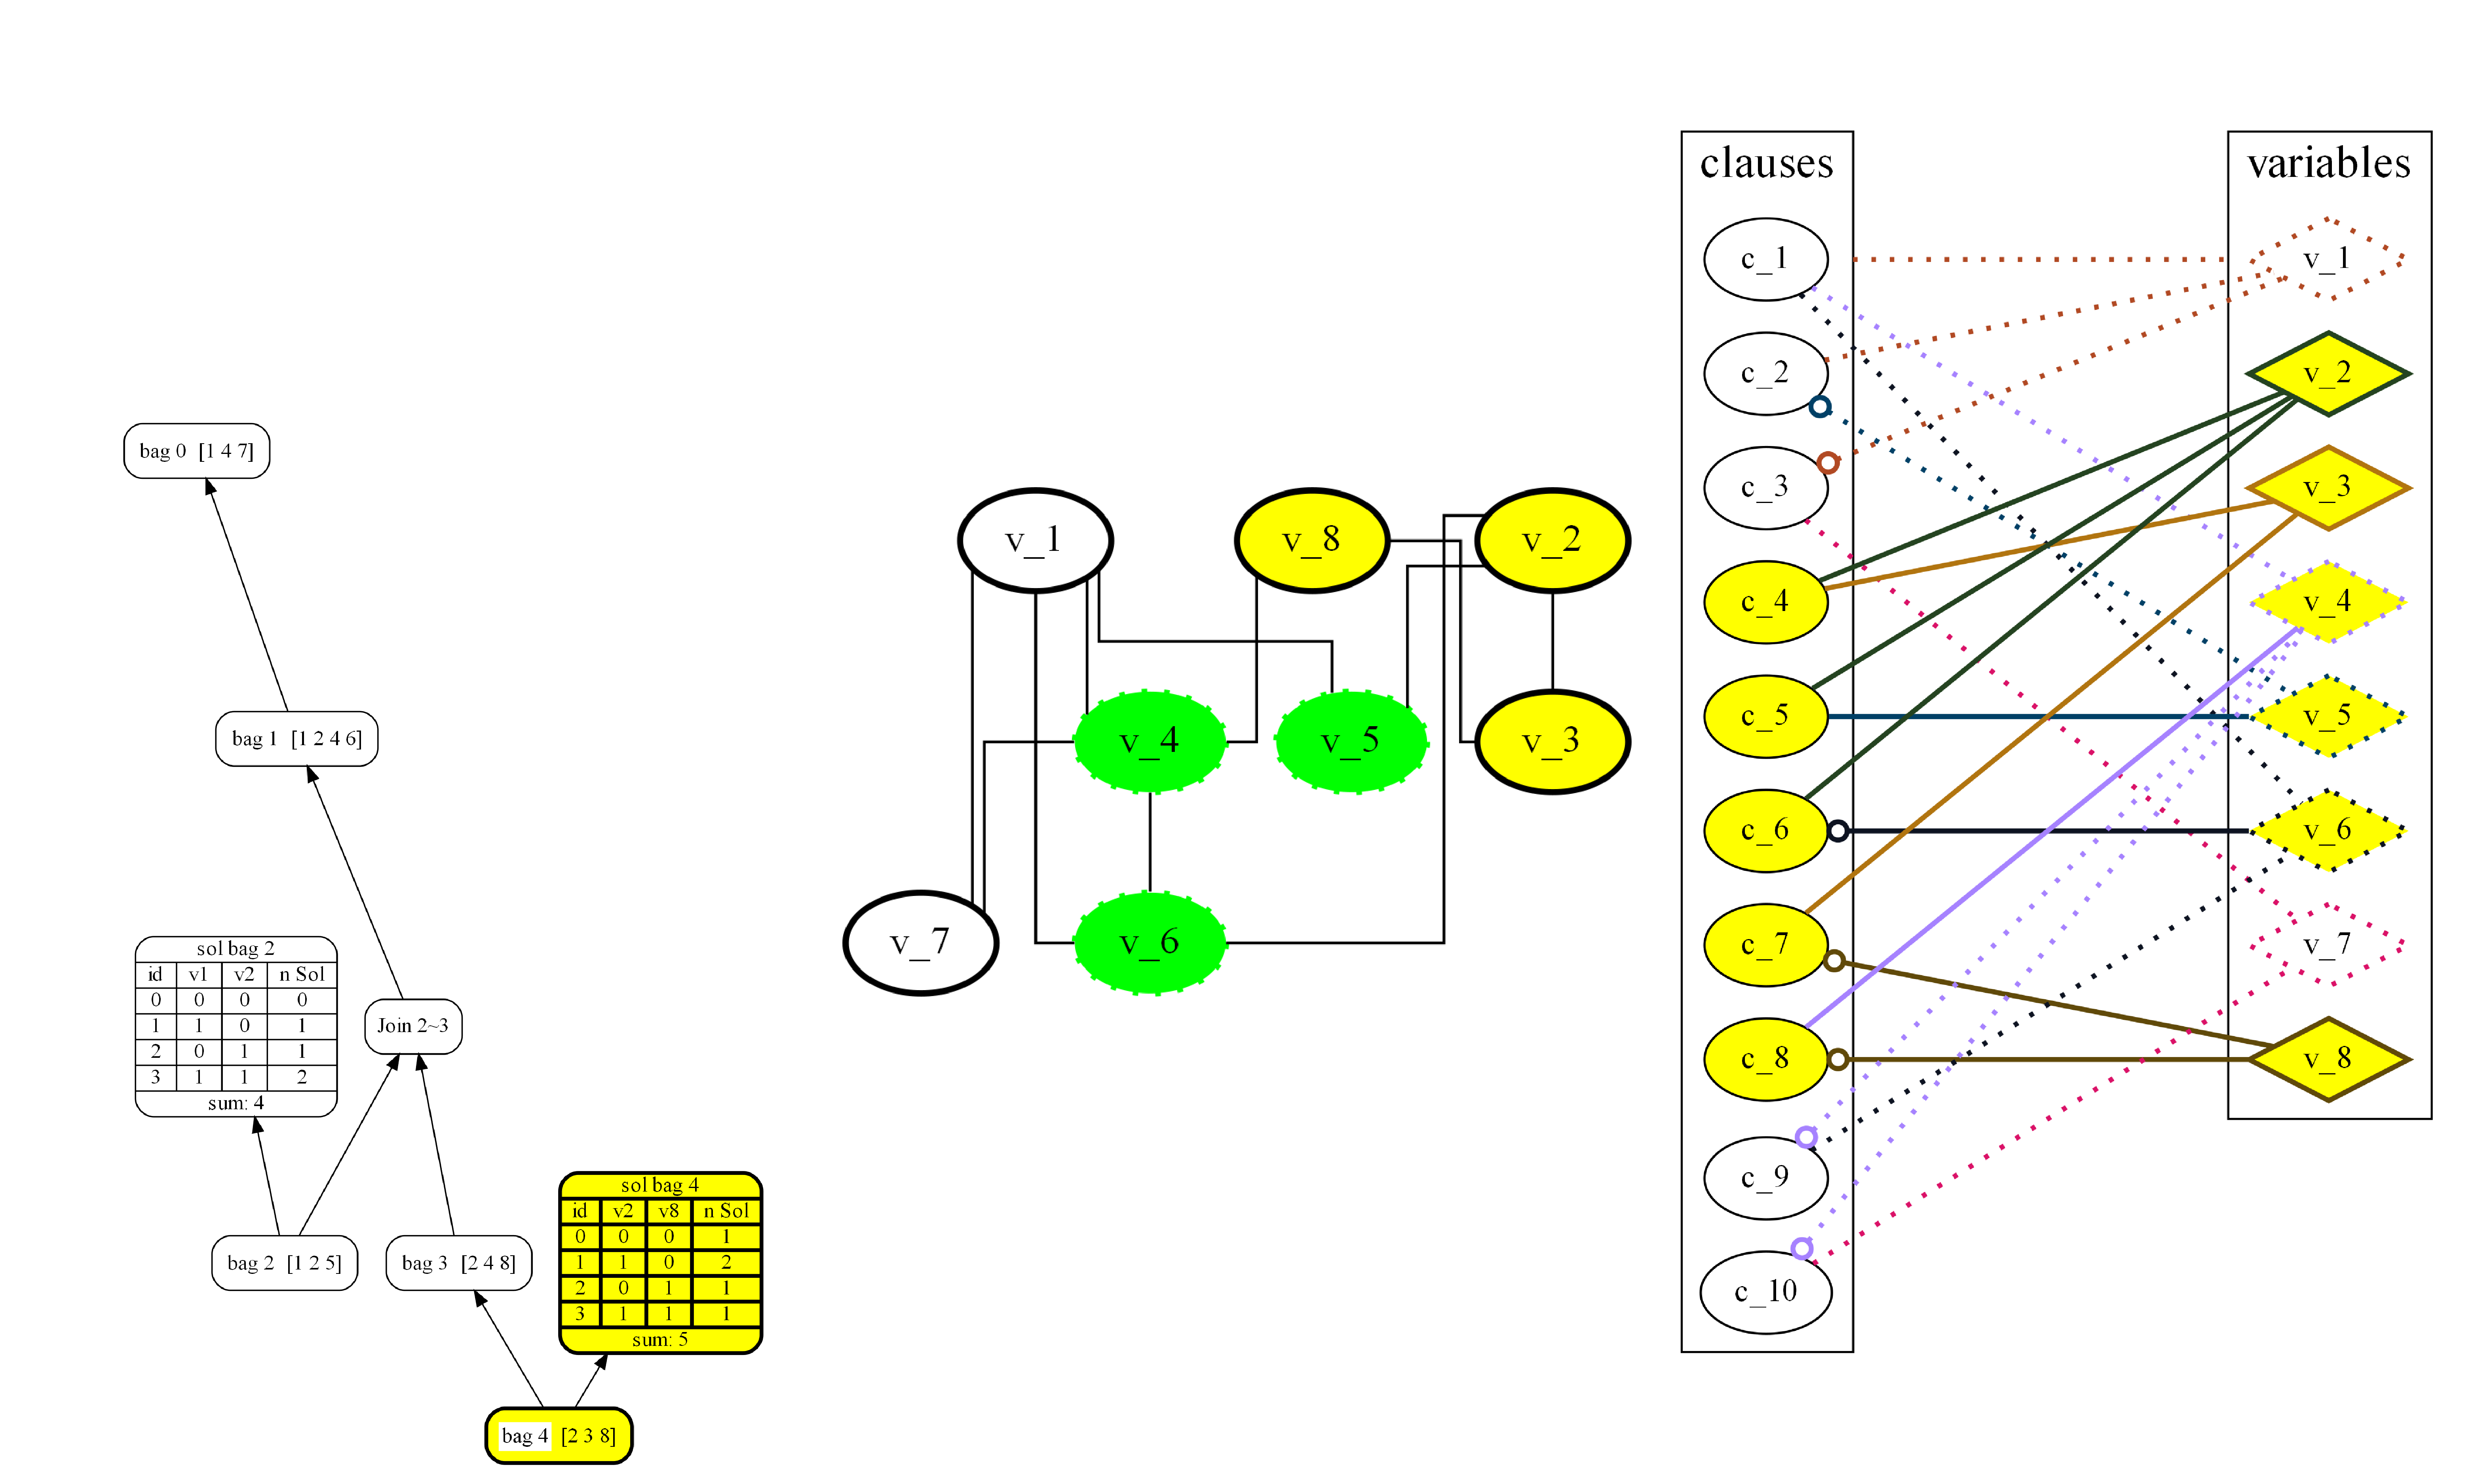 bag 0 [1 4 7]
bag 1 [1 2 4 6]
sol bag 2
id v1 v2 n Sol
0 0 0 0
1 1 0 1
2 0 1 1
3 1 1 2
sum: 4
Join 2~3
bag 2 [1 2 5]
bag 3 [2 4 8]
sol bag 4
id v2 v8 n Sol
0 0 0 1
1 1 0 2
2 0 1 1
3 1 1 1
sum: 5
bag 4 [2 3 8]
v_1
v_8
v_2
v_4
v_5
v_3
v_7
v_6
clauses
c_1
c_2
c_3
c_4
c_5
c_6
c_7
c_8
c_9
c_10
variables
v_1
v_2
v_3
v_4
v_5
v_6
v_7
v_8